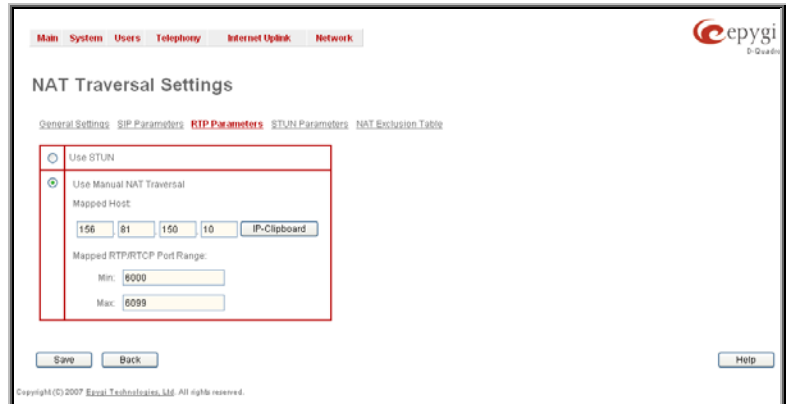 Main System Users Telephony Internet Uplink Network
epygi
D-Quadro
NAT Traversal Settings
General Settings SIP Parameters RTP Parameters STUN Parameters NAT Exclusion Table
Use STUN
Use Manual NAT Traversal
Mapped Host:
156 81 150 10 IP-Clipboard
Mapped RTP/RTCP Port Range:
Min: 6000
Max: 6099
Save Back Help
Copyright (C) 2007 Epygi Technologies, Ltd. All rights reserved.